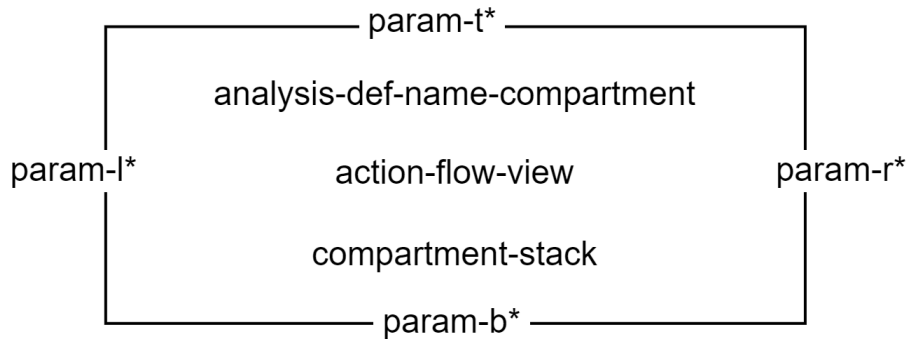 param-t*
analysis-def-name-compartment
param-l*
action-flow-view
param-r*
compartment-stack
param-b*